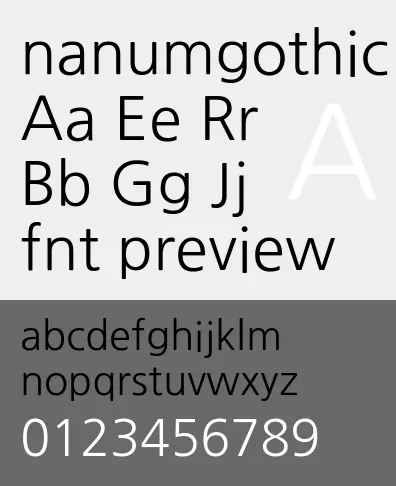 nanumgothic
Aa Ee Rr
Bb Gg Jj
A
fnt preview
abcdefghijklm
nopqrstuvwxyz
0123456789